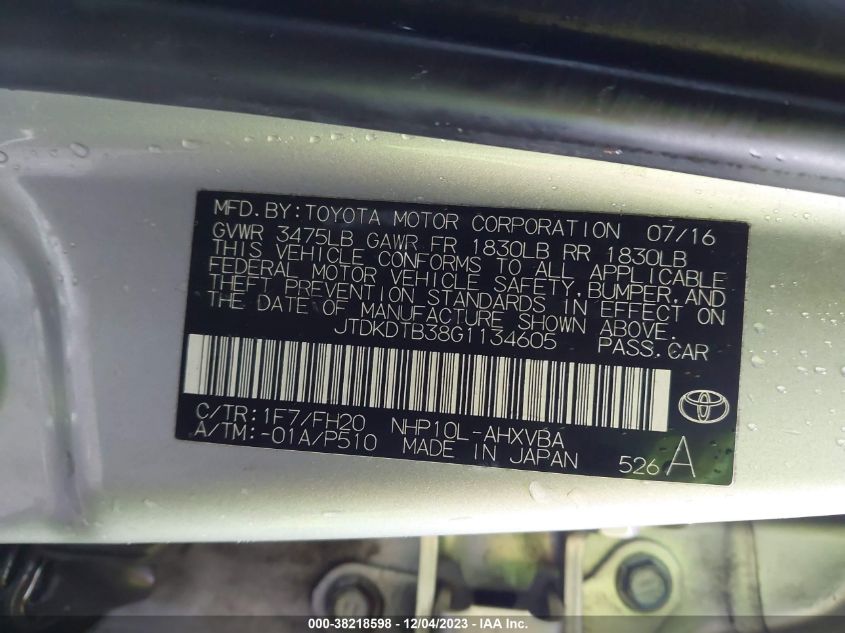 MFD.BY:TOYOTA MOTOR CORPORATION 07/16
GVWR 3475LB GAWR FR 1830LB RR 1830LB
THIS VEHICLE CONFORMS TO ALL APPLICABLE
FEDERAL MOTOR VEHICLE SAFETY,BUMPER,AND
THEFT PREVENTION STANDARDS IN EFFECT ON
THE DATE OF MANUFACTURE SHOWN ABOVE.
JTDKDTB38G1134605 PASS.CAR
C/TR:1F7/FH20 NHP10L-AHXVBA
A/TM:-01A/P510 MADE IN JAPAN 526 A
000-38218598 - 12/04/2023 - © IAA Inc.